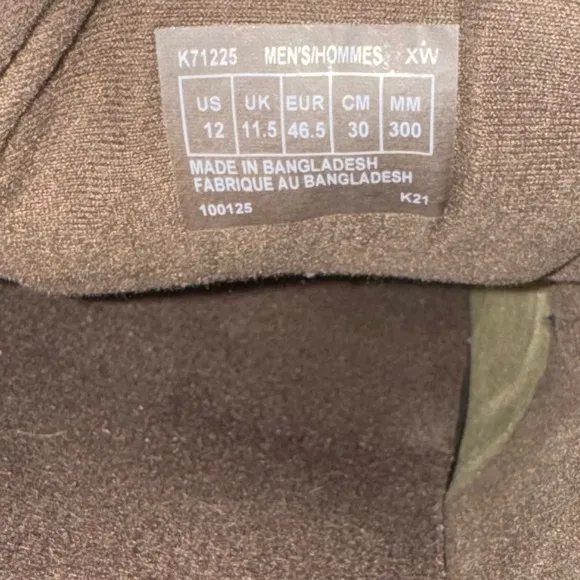 K71225 MEN'S/HOMMES XW
US UK EUR CM MM
12 11.5 46.5 30 300
MADE IN BANGLADESH
FABRIQUE AU BANGLADESH
100125 K21